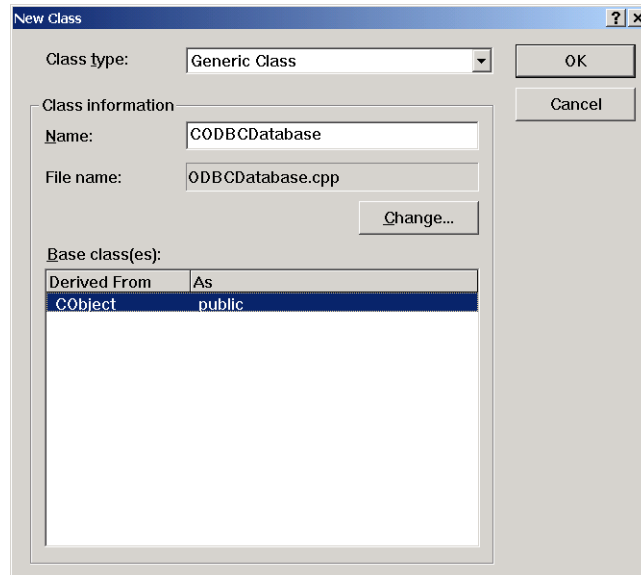 New Class
Class type: Generic Class
OK
Cancel
Class information
Name: CODBCDatabase
File name: ODBCDatabase.cpp
Change...
Base class(es):
Derived From As
CObject public